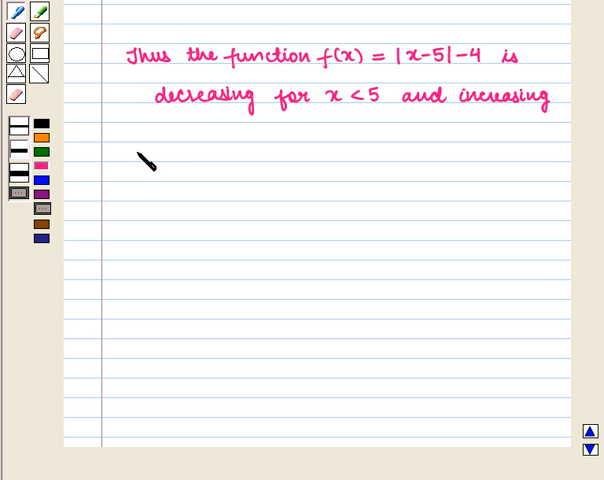 Thus the function f(x) = |x-5|-4 is
decreasing for x < 5 and increasing